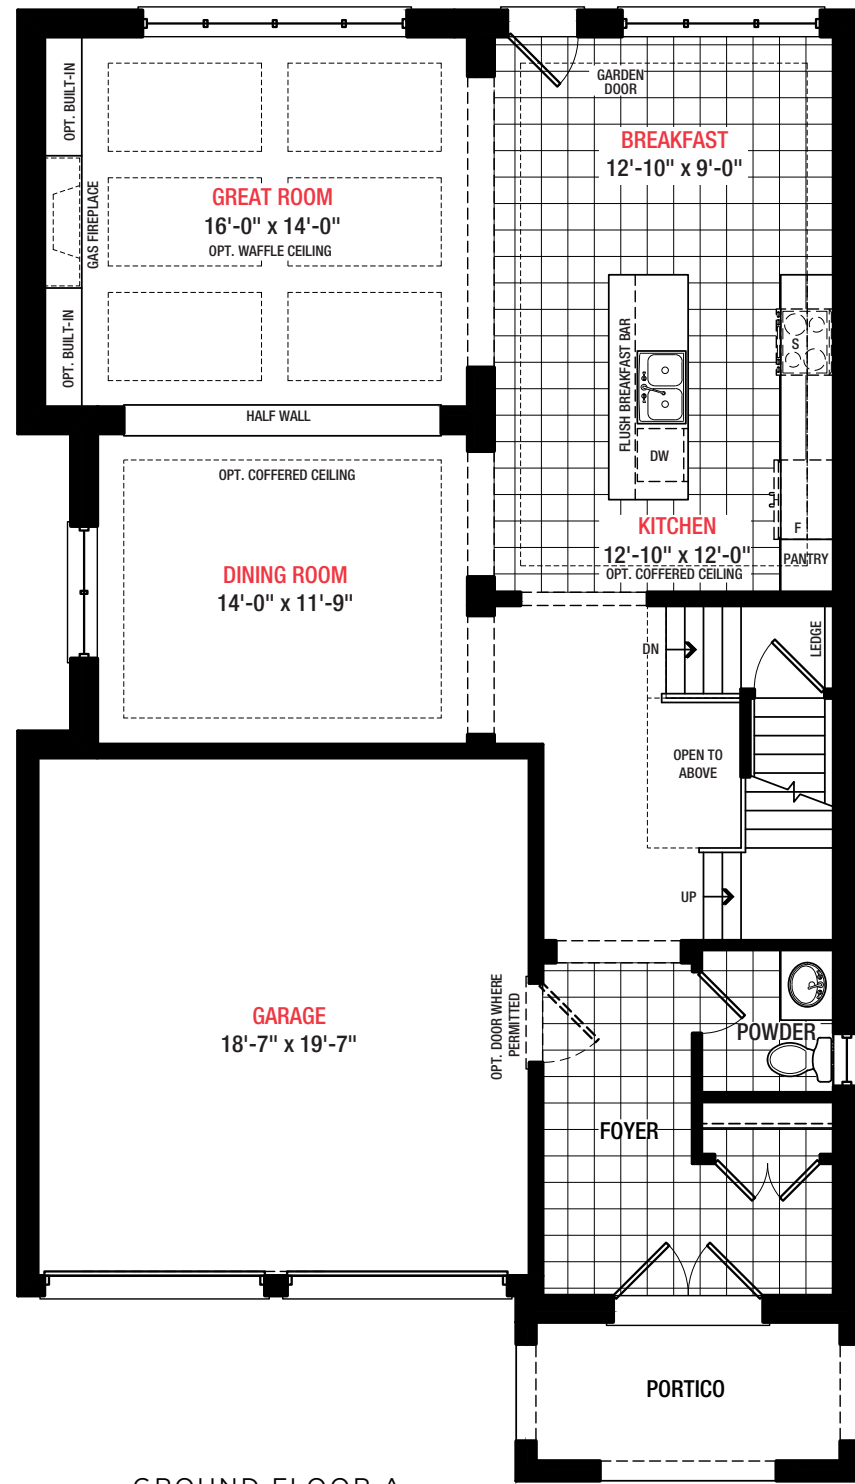 OPT. BUILT-IN
GAS FIREPLACE
OPT. BUILT-IN
GREAT ROOM
16'-0" x 14'-0"
OPT. WAFFLE CEILING
GARDEN
DOOR
BREAKFAST
12'-10" x 9'-0"
FLUSH BREAKFAST BAR
DW
S
F
PANTRY
KITCHEN
12'-10" x 12'-0"
OPT. COFFERED CEILING
HALF WALL
OPT. COFFERED CEILING
DINING ROOM
14'-0" x 11'-9"
DN
LEDGE
OPEN TO
ABOVE
UP
GARAGE
18'-7" x 19'-7"
OPT. DOOR WHERE
PERMITTED
POWDER
FOYER
PORTICO
GROUND FLOOR A